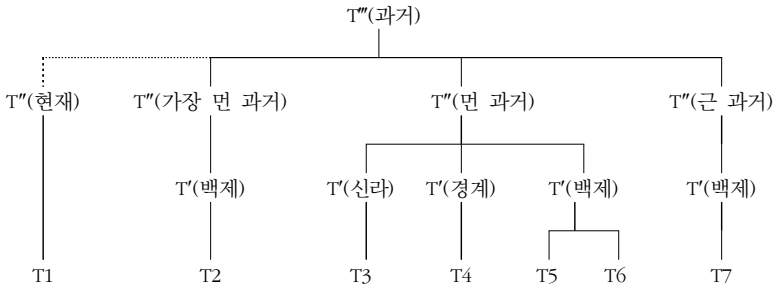 T‴(과거)
T″(현재) T″(가장 먼 과거) T″(먼 과거) T″(근 과거)
T′(백제) T′(신라) T′(경계) T′(백제) T′(백제)
T1 T2 T3 T4 T5 T6 T7